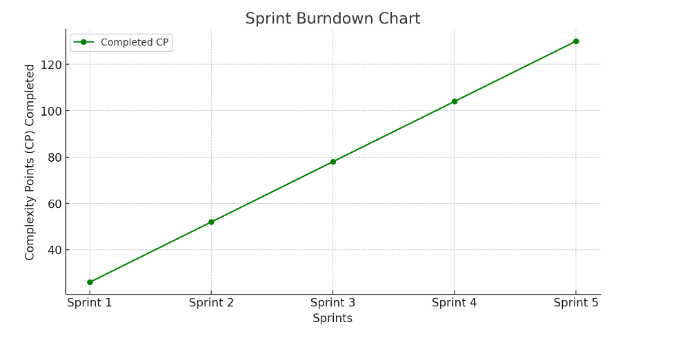 Sprint Burndown Chart
Completed CP
Complexity Points (CP) Completed
120
100
80
60
40
Sprint 1 Sprint 2 Sprint 3 Sprint 4 Sprint 5
Sprints